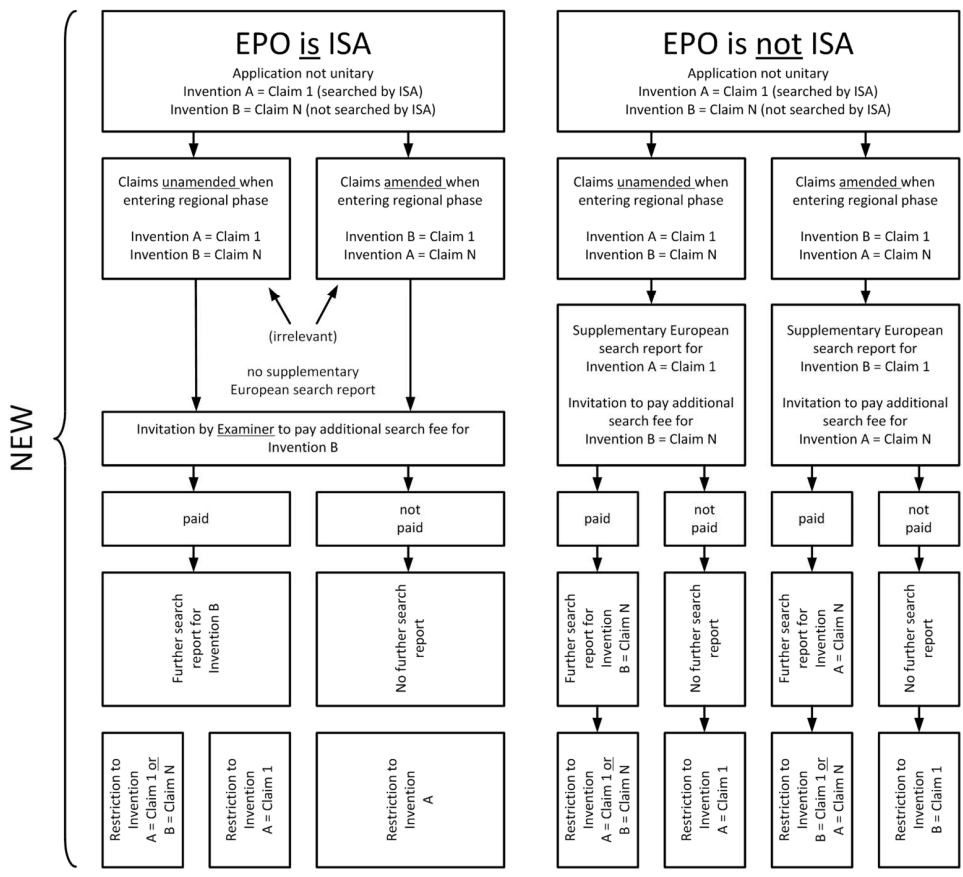 NEW
EPO is ISA
Application not unitary
Invention A = Claim 1 (searched by ISA)
Invention B = Claim N (not searched by ISA)
Claims unamended when
entering regional phase
Invention A = Claim 1
Invention B = Claim N
Claims amended when
entering regional phase
Invention B = Claim 1
Invention A = Claim N
(irrelevant)
no supplementary
European search report
Invitation by Examiner to pay additional search fee for
Invention B
paid
not
paid
Further search
report for
Invention B
No further search
report
Restriction to
Invention
A = Claim 1 or
B = Claim N
Restriction to
Invention
A = Claim 1
Restriction to
Invention
A
EPO is not ISA
Application not unitary
Invention A = Claim 1 (searched by ISA)
Invention B = Claim N (not searched by ISA)
Claims unamended when
entering regional phase
Invention A = Claim 1
Invention B = Claim N
Claims amended when
entering regional phase
Invention B = Claim 1
Invention A = Claim N
Supplementary European
search report for
Invention A = Claim 1
Invitation to pay additional
search fee for
Invention B = Claim N
Supplementary European
search report for
Invention B = Claim 1
Invitation to pay additional
search fee for
Invention A = Claim N
paid
not
paid
paid
not
paid
Further search
report for
Invention
B = Claim N
No further search
report
Further search
report for
Invention
A = Claim N
No further search
report
Restriction to
Invention
A = Claim 1 or
B = Claim N
Restriction to
Invention
A = Claim 1
Restriction to
Invention
B = Claim 1 or
A = Claim N
Restriction to
Invention
B = Claim 1